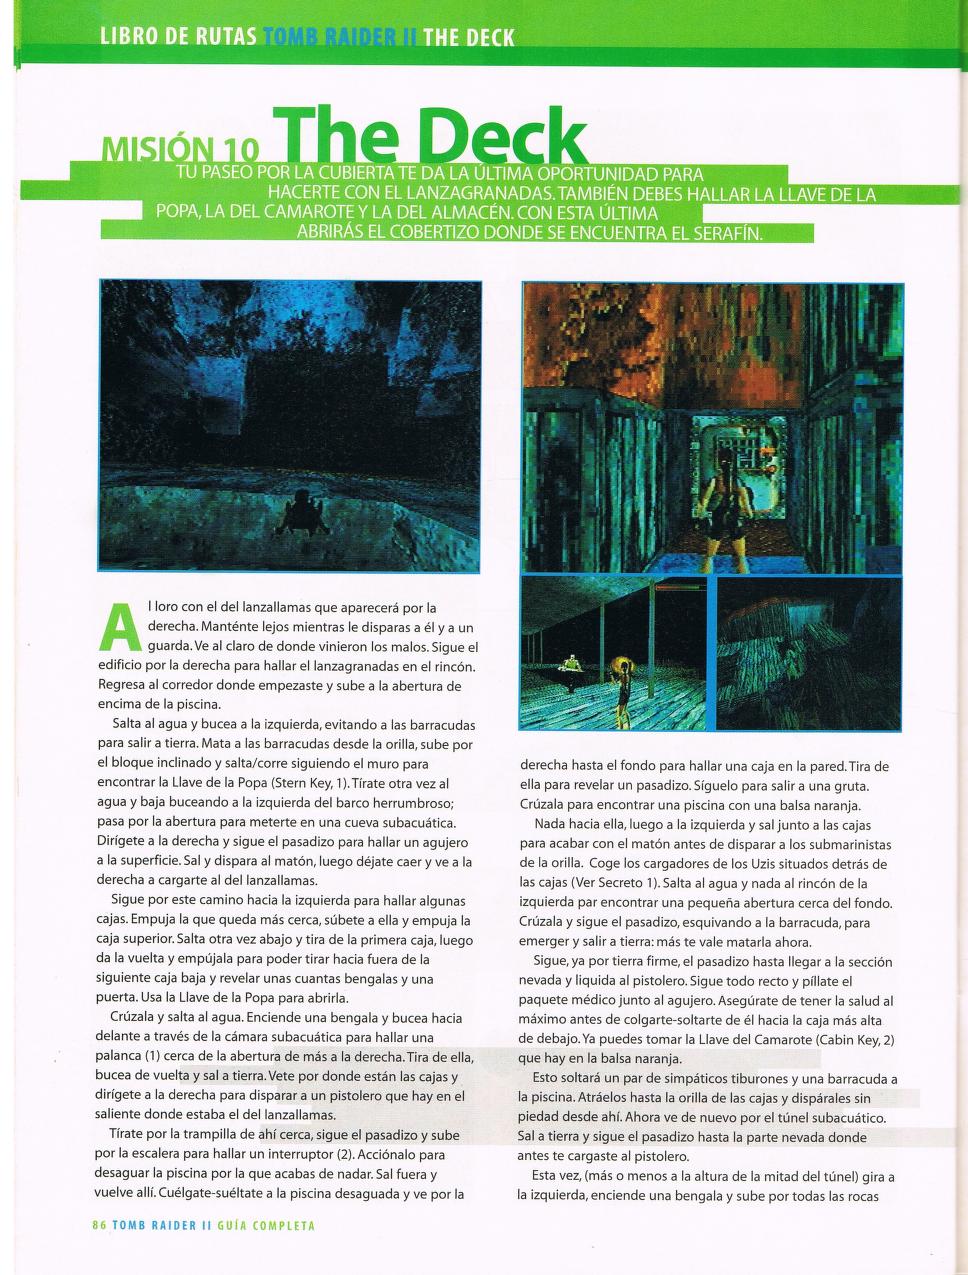 LIBRO DE RUTAS TOMB RAIDER II THE DECK
MISIÓN 10 The Deck
TU PASEO POR LA CUBIERTA TE DA LA ÚLTIMA OPORTUNIDAD PARA
HACERTE CON EL LANZAGRANADAS. TAMBIÉN DEBES HALLAR LA LLAVE DE LA
POPA, LA DEL CAMAROTE Y LA DEL ALMACÉN. CON ESTA ÚLTIMA
ABRIRÁS EL COBERTIZO DONDE SE ENCUENTRA EL SERAFÍN.
Al loro con el del lanzallamas que aparecerá por la
derecha. Manténte lejos mientras le disparas a él y a un
guarda. Ve al claro de donde vinieron los malos. Sigue el
edificio por la derecha para hallar el lanzagranadas en el rincón.
Regresa al corredor donde empezaste y sube a la abertura de
encima de la piscina.
Salta al agua y bucea a la izquierda, evitando a las barracudas
para salir a tierra. Mata a las barracudas desde la orilla, sube por
el bloque inclinado y salta/corre siguiendo el muro para
encontrar la Llave de la Popa (Stern Key, 1). Tírate otra vez al
agua y baja buceando a la izquierda del barco herrumbroso;
pasa por la abertura para meterte en una cueva subacuática.
Dirígete a la derecha y sigue el pasadizo para hallar un agujero
a la superficie. Sal y dispara al matón, luego déjate caer y ve a la
derecha a cargarte al del lanzallamas.
Sigue por este camino hacia la izquierda para hallar algunas
cajas. Empuja la que queda más cerca, súbete a ella y empuja la
caja superior. Salta otra vez abajo y tira de la primera caja, luego
da la vuelta y empújala para poder tirar hacia fuera de la
siguiente caja baja y revelar unas cuantas bengalas y una
puerta. Usa la Llave de la Popa para abrirla.
Crúzala y salta al agua. Enciende una bengala y bucea hacia
delante a través de la cámara subacuática para hallar una
palanca (1) cerca de la abertura de más a la derecha. Tira de ella,
bucea de vuelta y sal a tierra. Vete por donde están las cajas y
dirígete a la derecha para disparar a un pistolero que hay en el
saliente donde estaba el del lanzallamas.
Tírate por la trampilla de ahí cerca, sigue el pasadizo y sube
por la escalera para hallar un interruptor (2). Acciónalo para
desaguar la piscina por la que acabas de nadar. Sal fuera y
vuelve allí. Cuélgate-suéltate a la piscina desaguada y ve por la
derecha hasta el fondo para hallar una caja en la pared. Tira de
ella para revelar un pasadizo. Síguelo para salir a una gruta.
Crúzala para encontrar una piscina con una balsa naranja.
Nada hacia ella, luego a la izquierda y sal junto a las cajas
para acabar con el matón antes de disparar a los submarinistas
de la orilla. Coge los cargadores de los Uzis situados detrás de
las cajas (Ver Secreto 1). Salta al agua y nada al rincón de la
izquierda par encontrar una pequeña abertura cerca del fondo.
Crúzala y sigue el pasadizo, esquivando a la barracuda, para
emerger y salir a tierra: más te vale matarla ahora.
Sigue, ya por tierra firme, el pasadizo hasta llegar a la sección
nevada y liquida al pistolero. Sigue todo recto y píllate el
paquete médico junto al agujero. Asegúrate de tener la salud al
máximo antes de colgarte-soltarte de él hacia la caja más alta
de debajo. Ya puedes tomar la Llave del Camarote (Cabin Key, 2)
que hay en la balsa naranja.
Esto soltará un par de simpáticos tiburones y una barracuda a
la piscina. Atráelos hasta la orilla de las cajas y dispárales sin
piedad desde ahí. Ahora ve de nuevo por el túnel subacuático.
Sal a tierra y sigue el pasadizo hasta la parte nevada donde
antes te cargaste al pistolero.
Esta vez, (más o menos a la altura de la mitad del túnel) gira a
la izquierda, enciende una bengala y sube por todas las rocas
86 TOMB RAIDER II GUÍA COMPLETA